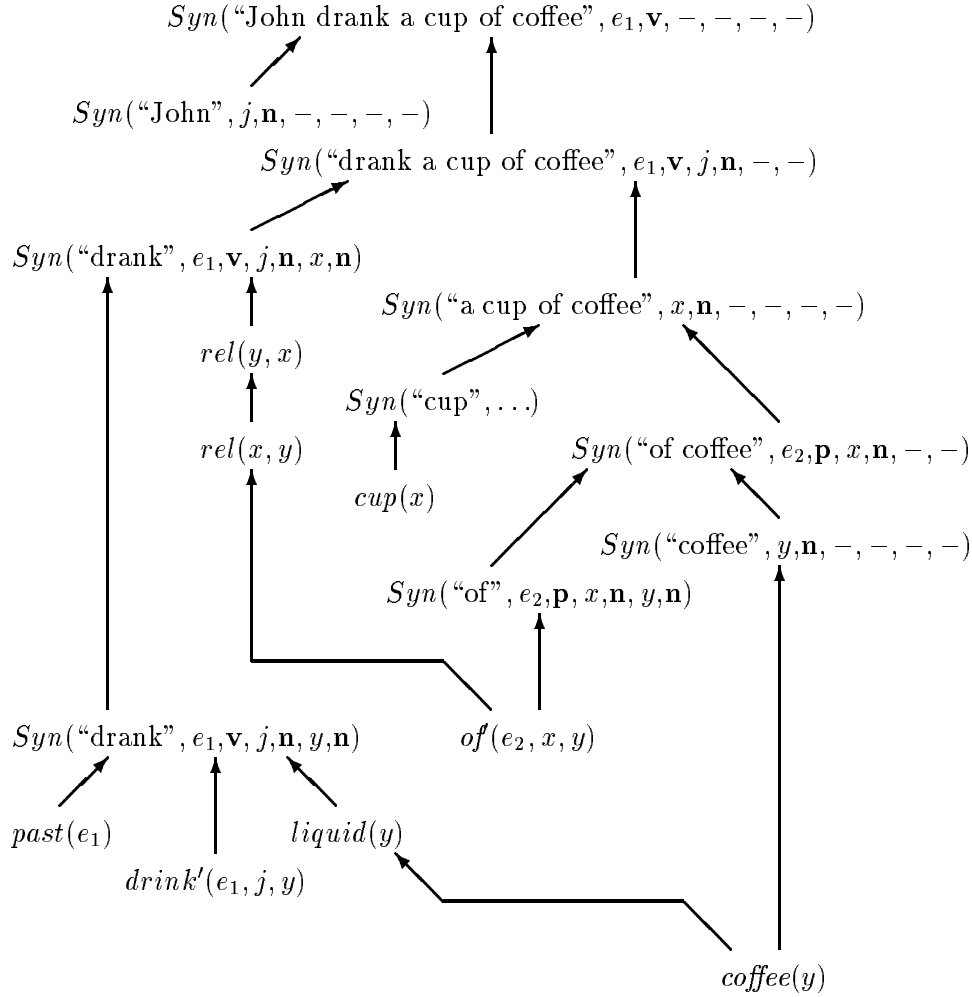 Syn(“John drank a cup of coffee”, e₁,v, –, –, –, –)
Syn(“John”, j,n, –, –, –, –)
Syn(“drank a cup of coffee”, e₁,v, j,n, –, –)
Syn(“drank”, e₁,v, j,n, x,n)
Syn(“a cup of coffee”, x,n, –, –, –, –)
rel(y, x)
Syn(“cup”, ...)
rel(x, y)
Syn(“of coffee”, e₂,p, x,n, –, –)
cup(x)
Syn(“coffee”, y,n, –, –, –, –)
Syn(“of”, e₂,p, x,n, y,n)
Syn(“drank”, e₁,v, j,n, y,n)
of′(e₂, x, y)
past(e₁)
liquid(y)
drink′(e₁, j, y)
coffee(y)